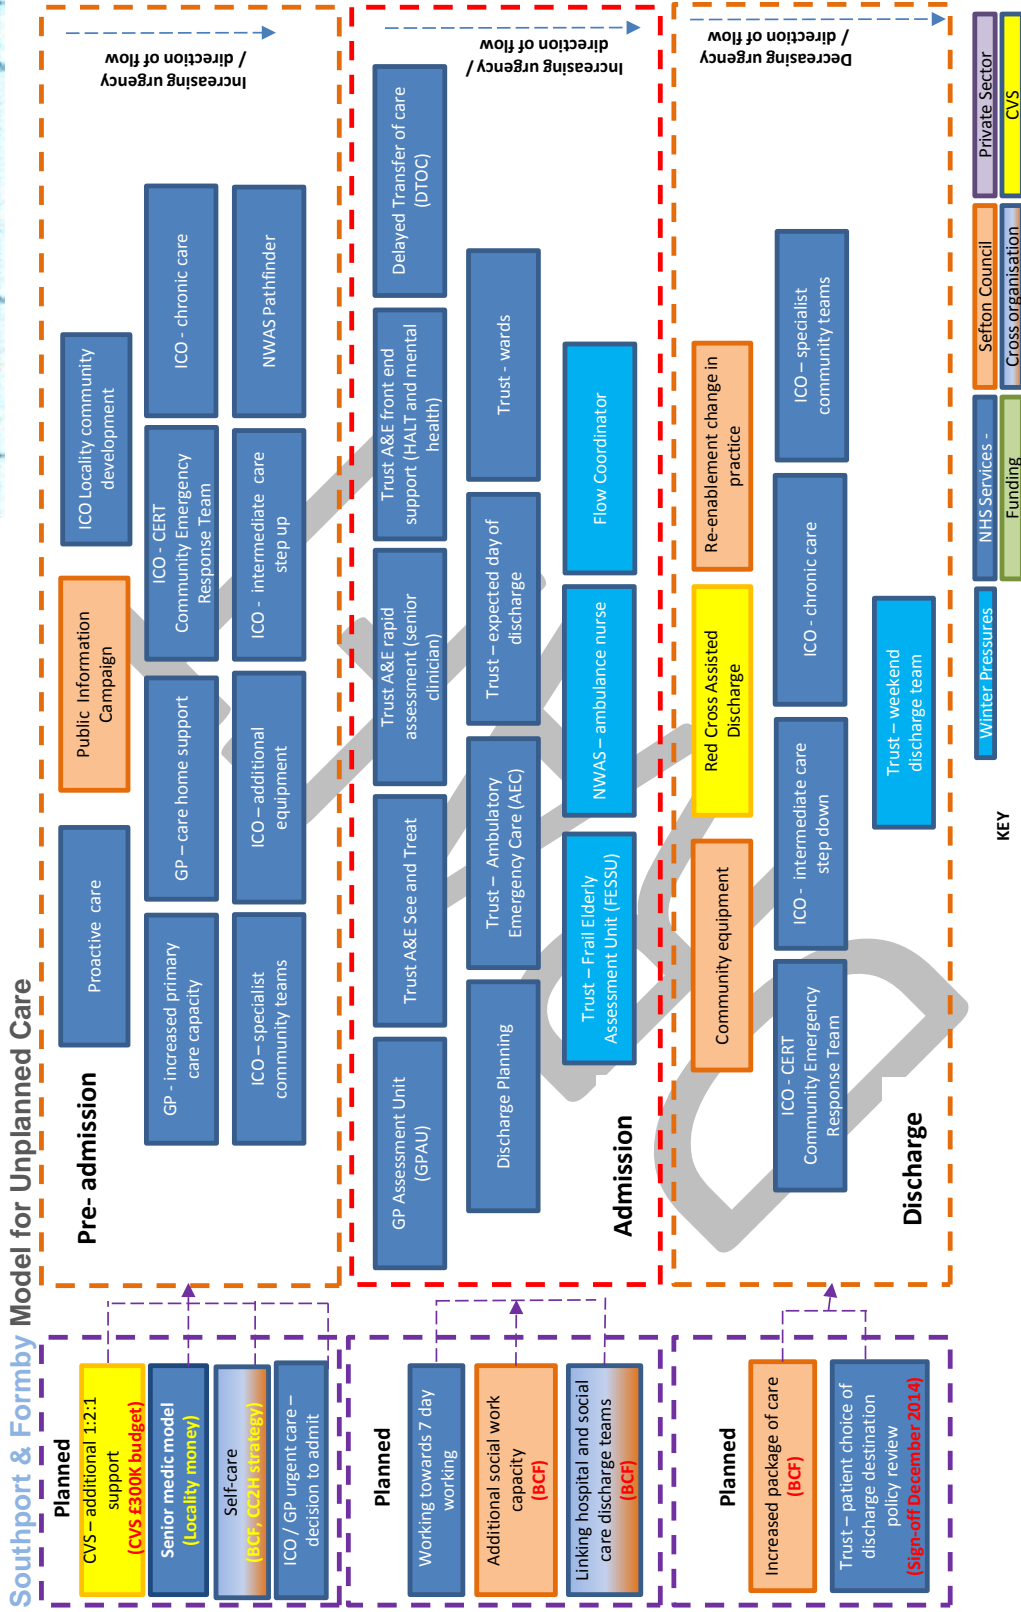 Southport & Formby Model for Unplanned Care
Planned
CVS – additional 1:2:1
support
(CVS £300K budget)
Senior medic model
(Locality money)
Self-care
(BCF, CC2H strategy)
ICO / GP urgent care –
decision to admit
Pre- admission
Proactive care
Public Information
Campaign
ICO Locality community
development
GP - increased primary
care capacity
GP – care home support
ICO - CERT
Community Emergency
Response Team
ICO - chronic care
ICO – specialist
community teams
ICO – additional
equipment
ICO - intermediate care
step up
NWAS Pathfinder
Increasing urgency
/
direction of flow
Planned
Working towards 7 day
working
Additional social work
capacity
(BCF)
Linking hospital and social
care discharge teams
(BCF)
GP Assessment Unit
(GPAU)
Trust A&E See and Treat
Trust A&E rapid
assessment (senior
clinician)
Trust A&E front end
support (HALT and mental
health)
Delayed Transfer of care
(DTOC)
Discharge Planning
Trust – Ambulatory
Emergency Care (AEC)
Trust – expected day of
discharge
Trust - wards
Trust – Frail Elderly
Assessment Unit (FESSU)
NWAS – ambulance nurse
Flow Coordinator
Admission
Increasing urgency /
direction of flow
Planned
Increased package of care
(BCF)
Trust – patient choice of
discharge destination
policy review
(Sign-off December 2014)
Community equipment
Red Cross Assisted
Discharge
Re-enablement change in
practice
ICO - CERT
Community Emergency
Response Team
ICO - intermediate care
step down
ICO - chronic care
ICO – specialist
community teams
Trust – weekend
discharge team
Discharge
Decreasing urgency /
direction of flow
KEY
Winter Pressures
NHS Services -
Sefton Council
Private Sector
Funding
Cross organisation
CVS
Draft